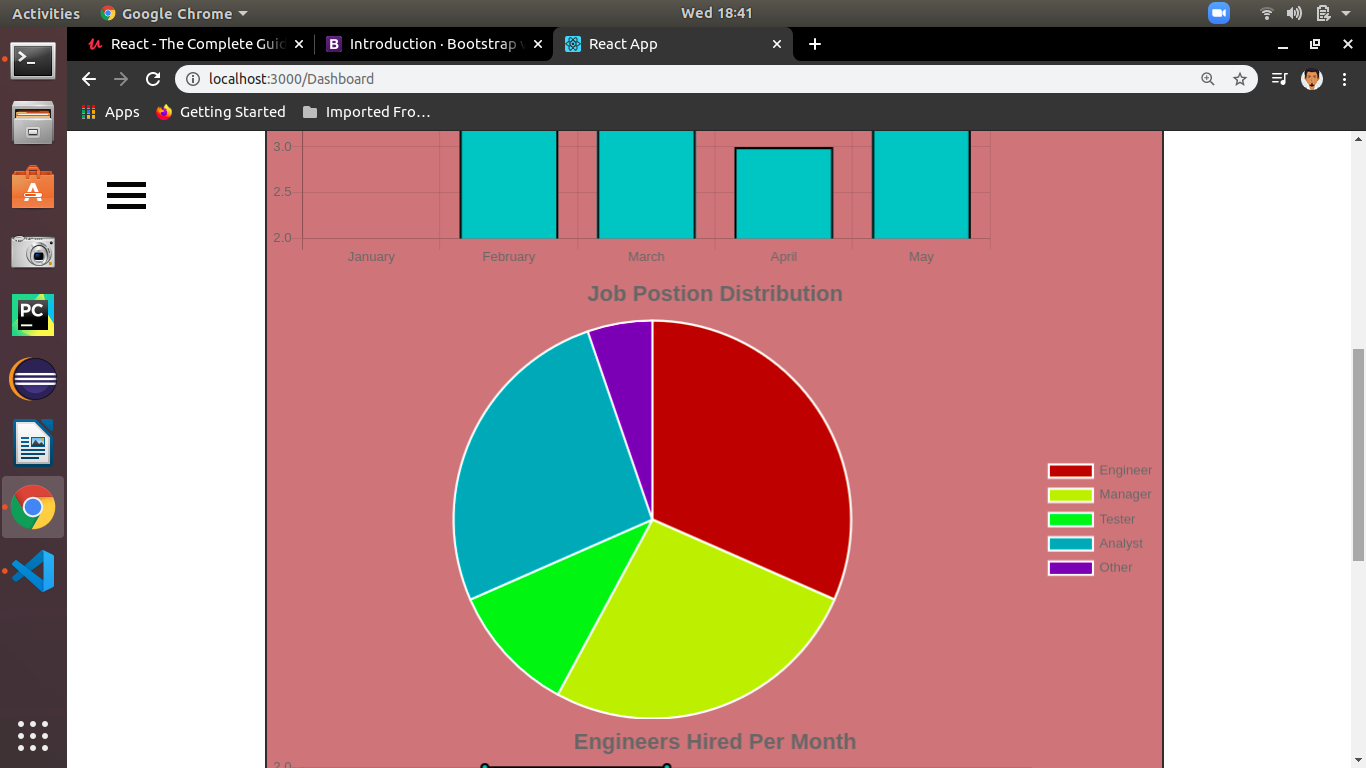 Activities Google Chrome Wed 18:41
React - The Complete Guid Introduction · Bootstrap v React App
localhost:3000/Dashboard
Apps Getting Started Imported Fro…
3.0
2.5
2.0
January February March April May
Job Postion Distribution
Engineer
Manager
Tester
Analyst
Other
Engineers Hired Per Month
2.0
PC